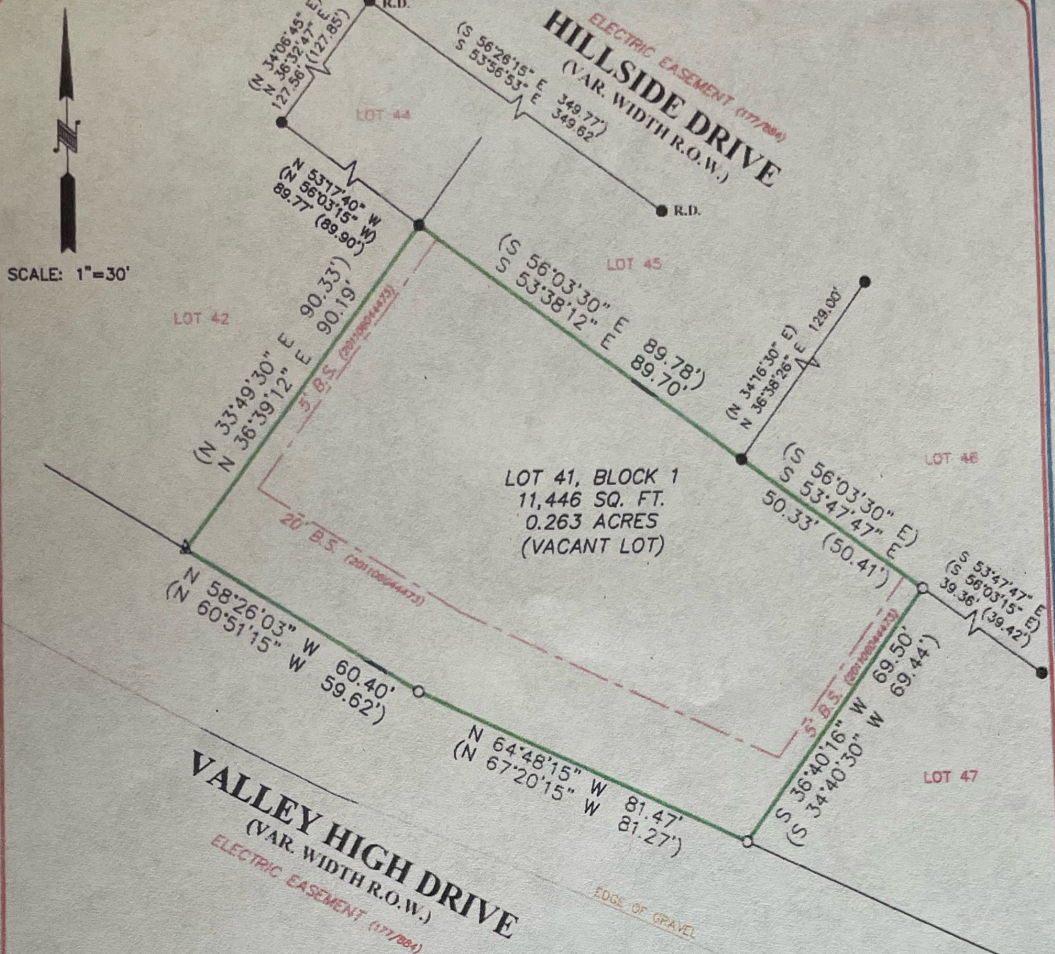 R.D.
(N 34°06'45" E
N 36°32'47" E
127.56' (127.85')
(S 56°26'15" E 349.77')
S 53°56'53" E 349.62'
ELECTRIC EASEMENT (177/884)
HILLSIDE DRIVE
(VAR. WIDTH R.O.W.)
LOT 44
N 53°17'40" W
(N 56°03'15" W)
89.77' (89.90')
R.D.
SCALE: 1"=30'
LOT 42
LOT 45
(S 56°03'30" E 89.78')
S 53°38'12" E 89.70'
(N 33°49'30" E 90.33')
N 36°39'12" E 90.19'
5' B.S. (201106044473)
(N 34°16'30" E)
N 36°38'26" E 129.00'
LOT 46
(S 56°03'30" E)
S 53°47'47" E
50.33' (50.41')
LOT 41, BLOCK 1
11,446 SQ. FT.
0.263 ACRES
(VACANT LOT)
20' B.S. (201106044473)
S 53°47'47" E
(S 56°03'15" E)
39.36' (39.42')
N 58°26'03" W 60.40'
(N 60°51'15" W 59.62')
5' B.S. (201106044473)
S 36°40'16" W 69.50'
(S 34°40'30" W 69.44')
N 64°48'15" W 81.47'
(N 67°20'15" W 81.27')
LOT 47
VALLEY HIGH DRIVE
(VAR. WIDTH R.O.W.)
ELECTRIC EASEMENT (177/884)
EDGE OF GRAVEL